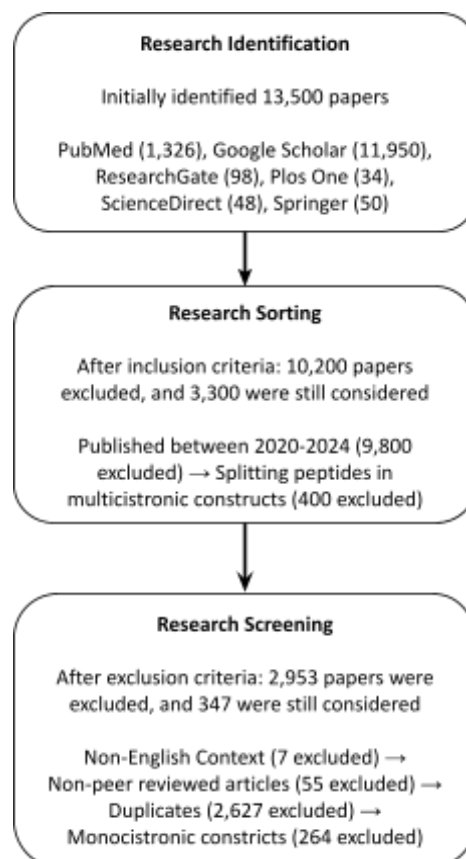 Research Identification
Initially identified 13,500 papers
PubMed (1,326), Google Scholar (11,950),
ResearchGate (98), Plos One (34),
ScienceDirect (48), Springer (50)
Research Sorting
After inclusion criteria: 10,200 papers
excluded, and 3,300 were still considered
Published between 2020-2024 (9,800
excluded) → Splitting peptides in
multicistronic constructs (400 excluded)
Research Screening
After exclusion criteria: 2,953 papers were
excluded, and 347 were still considered
Non-English Context (7 excluded) →
Non-peer reviewed articles (55 excluded) →
Duplicates (2,627 excluded) →
Monocistronic constricts (264 excluded)